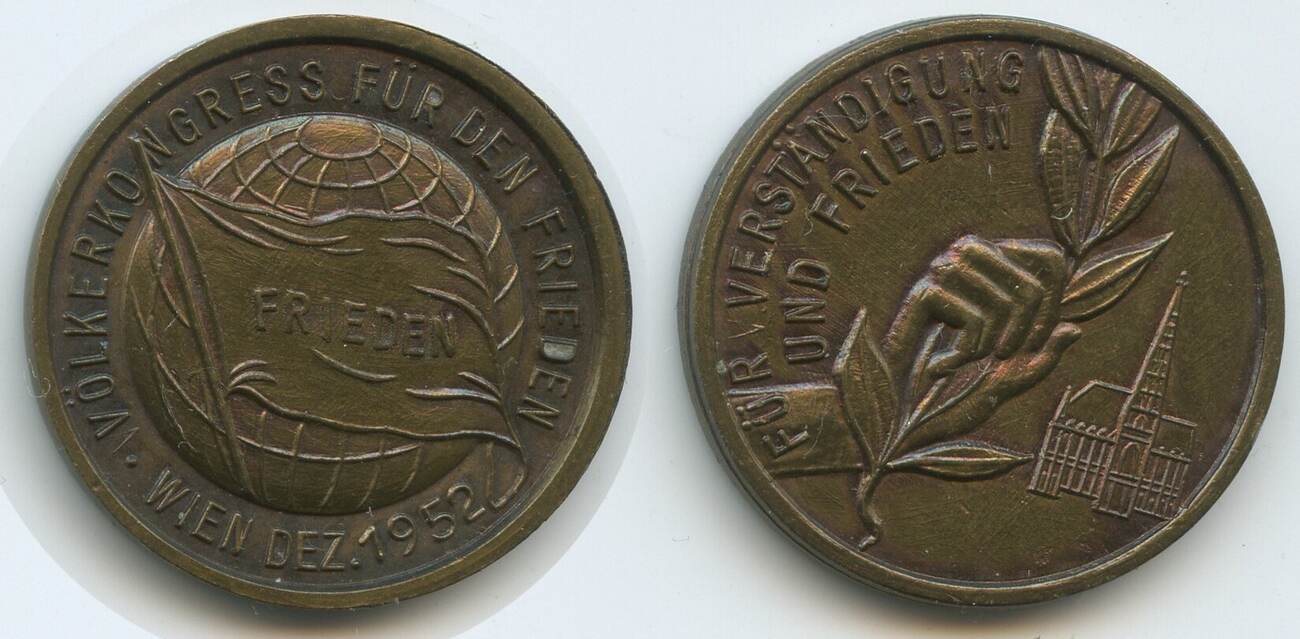 VÖLKERKONGRESS FÜR DEN FRIEDEN
FRIEDEN
· WIEN DEZ. 1952
FÜR VERSTÄNDIGUNG
UND FRIEDEN